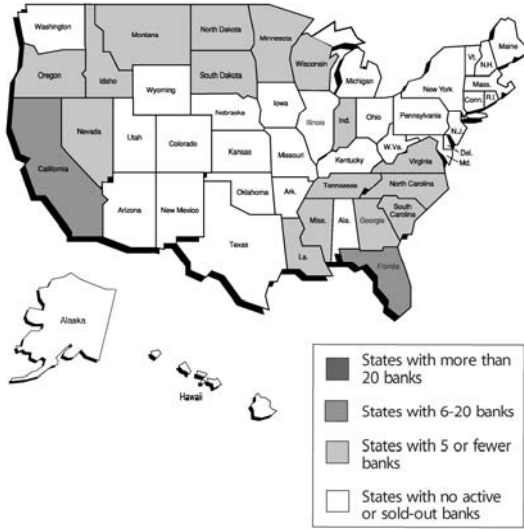 Washington
Montana
North Dakota
Minnesota
Maine
Vt.
N.H.
Oregon
Idaho
South Dakota
Wisconsin
Michigan
New York
Mass.
Conn.
R.I.
Wyoming
Nebraska
Iowa
Illinois
Ind.
Ohio
Pennsylvania
N.J.
Nevada
Utah
Colorado
Kansas
Missouri
Kentucky
W.Va.
Virginia
Del.
Md.
California
Arizona
New Mexico
Oklahoma
Ark.
Tennessee
North Carolina
South
Carolina
Texas
La.
Miss.
Ala.
Georgia
Florida
Alaska
Hawaii
States with more than
20 banks
States with 6-20 banks
States with 5 or fewer
banks
States with no active
or sold-out banks